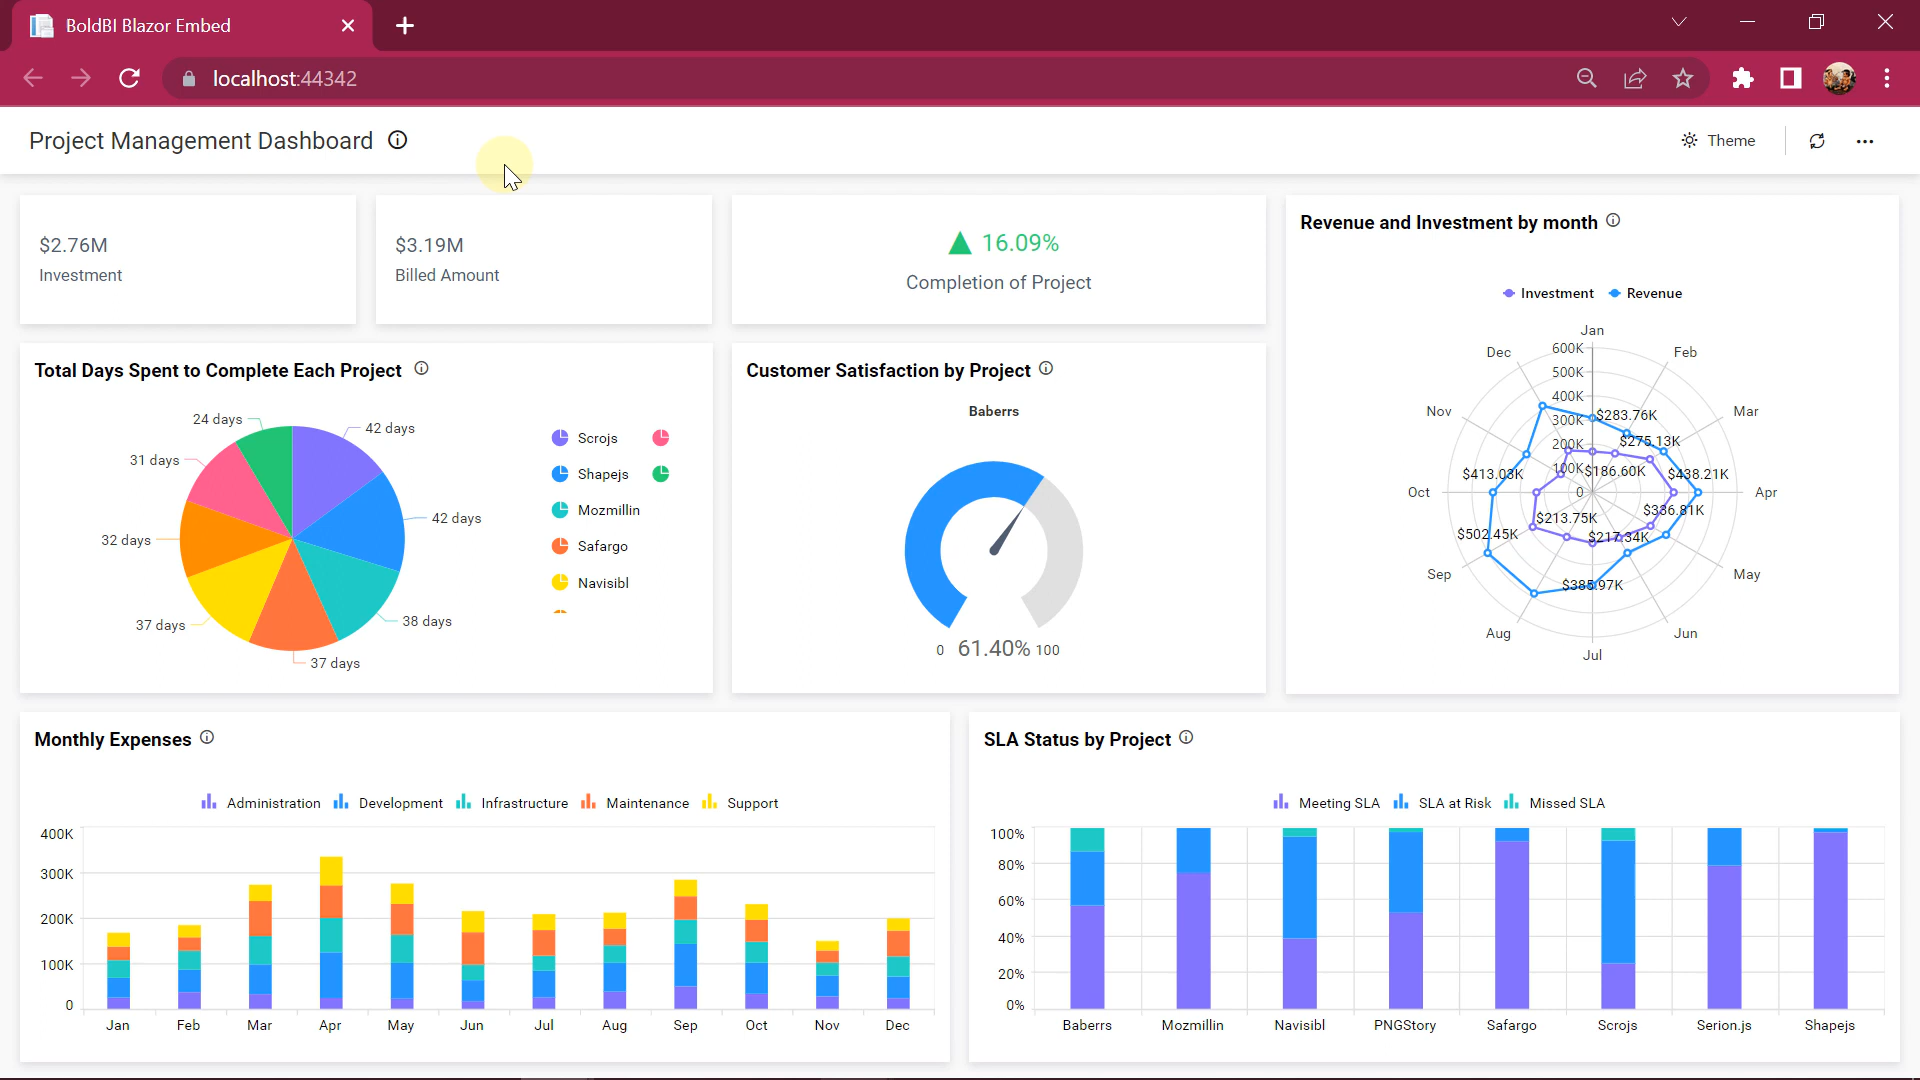 BoldBI Blazor Embed
localhost:44342
Project Management Dashboard
Theme
$2.76M
Investment
$3.19M
Billed Amount
16.09%
Completion of Project
Revenue and Investment by month
Investment Revenue
Jan
Feb
Mar
Apr
May
Jun
Jul
Aug
Sep
Oct
Nov
Dec
600K
500K
400K
300K
200K
100K
0
$283.76K
$275.13K
$186.60K
$438.21K
$336.81K
$217.34K
$385.97K
$213.75K
$502.45K
$413.03K
Total Days Spent to Complete Each Project
24 days
42 days
31 days
42 days
32 days
38 days
37 days
37 days
Scrojs
Shapejs
Mozmillin
Safargo
Navisibl
Customer Satisfaction by Project
Baberrs
0 61.40% 100
Monthly Expenses
Administration Development Infrastructure Maintenance Support
400K
300K
200K
100K
0
Jan Feb Mar Apr May Jun Jul Aug Sep Oct Nov Dec
SLA Status by Project
Meeting SLA SLA at Risk Missed SLA
100%
80%
60%
40%
20%
0%
Baberrs Mozmillin Navisibl PNGStory Safargo Scrojs Serion.js Shapejs